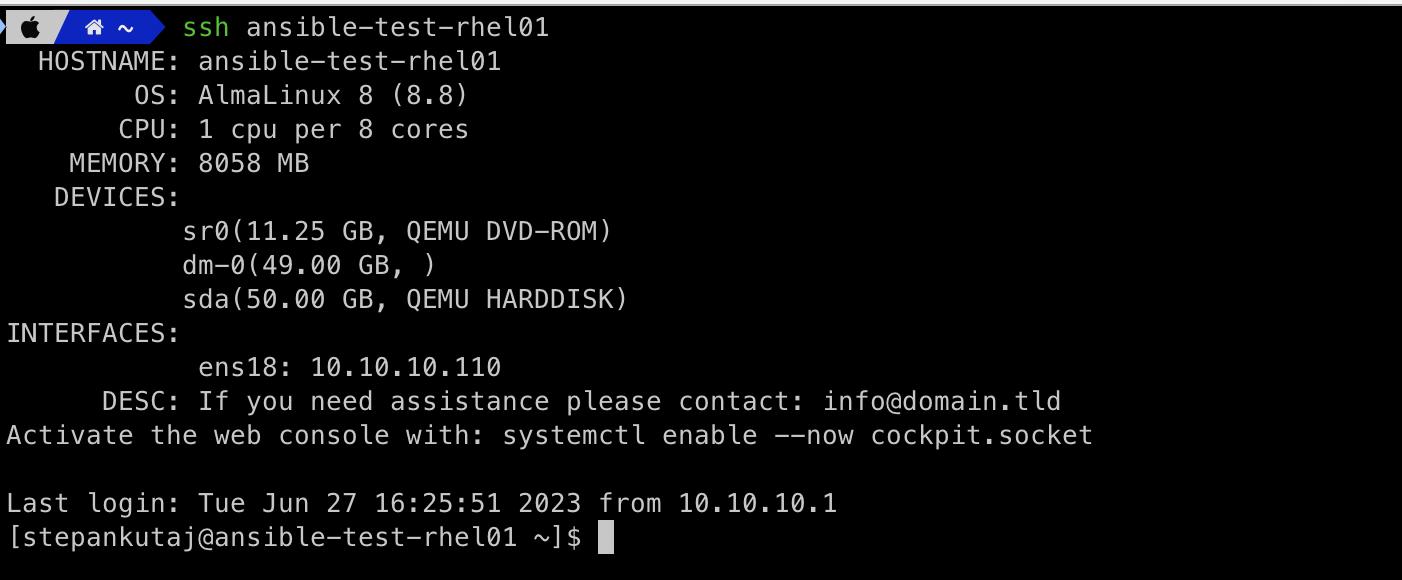 ~ ssh ansible-test-rhel01
HOSTNAME: ansible-test-rhel01
OS: AlmaLinux 8 (8.8)
CPU: 1 cpu per 8 cores
MEMORY: 8058 MB
DEVICES:
sr0(11.25 GB, QEMU DVD-ROM)
dm-0(49.00 GB, )
sda(50.00 GB, QEMU HARDDISK)
INTERFACES:
ens18: 10.10.10.110
DESC: If you need assistance please contact: info@domain.tld
Activate the web console with: systemctl enable --now cockpit.socket
Last login: Tue Jun 27 16:25:51 2023 from 10.10.10.1
[stepankutaj@ansible-test-rhel01 ~]$